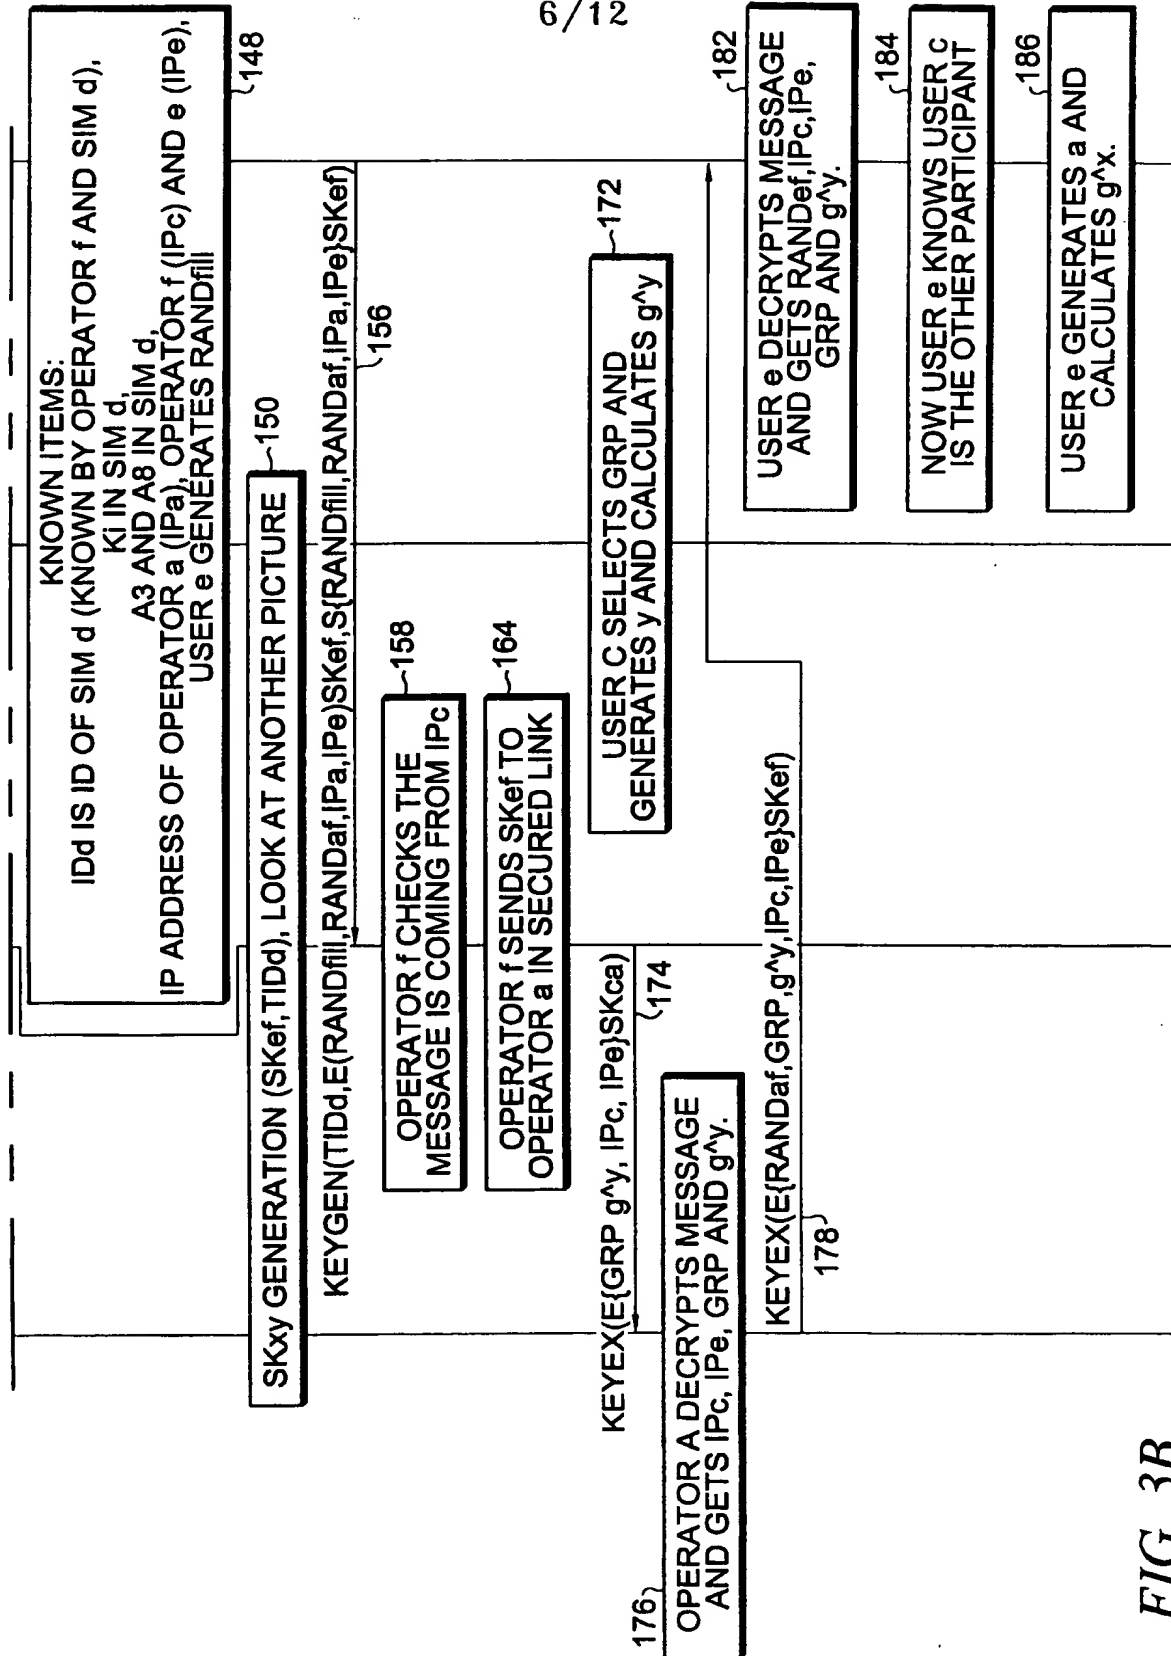 6/12
KNOWN ITEMS:
IDd IS ID OF SIM d (KNOWN BY OPERATOR f AND SIM d),
Ki IN SIM d,
A3 AND A8 IN SIM d,
IP ADDRESS OF OPERATOR a (IPa), OPERATOR f (IPc) AND e (IPe),
USER e GENERATES RANDfill
148
SKxy GENERATION (SKef, TIDd), LOOK AT ANOTHER PICTURE
150
KEYGEN(TIDd,E(RANDfill,RANDaf,IPa,IPe)SKef,S{RANDfill,RANDaf,IPa,IPe}SKef)
156
OPERATOR f CHECKS THE
MESSAGE IS COMING FROM IPc
158
OPERATOR f SENDS SKef TO
OPERATOR a IN SECURED LINK
164
USER C SELECTS GRP AND
GENERATES y AND CALCULATES g^y
172
KEYEX(E{GRP g^y, IPc, IPe}SKca)
174
176
OPERATOR A DECRYPTS MESSAGE
AND GETS IPc, IPe, GRP AND g^y.
KEYEX(E{RANDaf,GRP,g^y,IPc,IPe}SKef)
178
182
USER e DECRYPTS MESSAGE
AND GETS RANDef,IPc,IPe,
GRP AND g^y.
184
NOW USER e KNOWS USER c
IS THE OTHER PARTICIPANT
186
USER e GENERATES a AND
CALCULATES g^x.
FIG. 3B